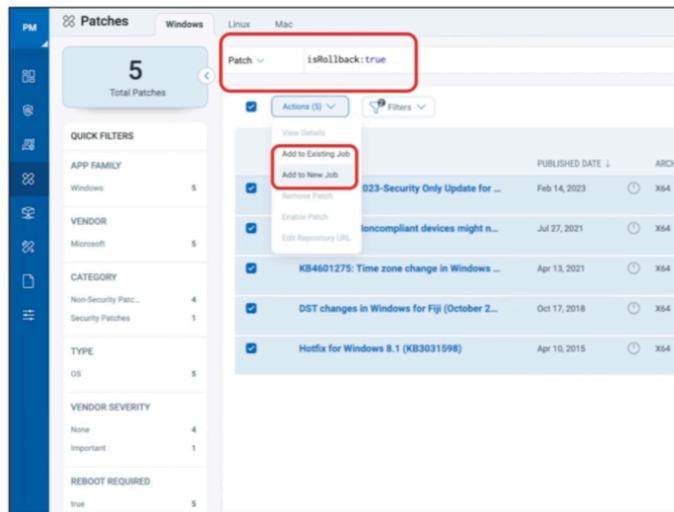 PM
Patches
Windows
Linux
Mac
5
Total Patches
Patch
isRollback:true
Actions (5)
2
Filters
View Details
Add to Existing Job
Add to New Job
Remove Patch
Enable Patch
Edit Repository URL
QUICK FILTERS
APP FAMILY
Windows 5
VENDOR
Microsoft 5
CATEGORY
Non-Security Patc... 4
Security Patches 1
TYPE
OS 5
VENDOR SEVERITY
None 4
Important 1
REBOOT REQUIRED
true 5
PUBLISHED DATE ↓ ARCH
023-Security Only Update for ... Feb 14, 2023 X64
oncompliant devices might n... Jul 27, 2021 X64
KB4601275: Time zone change in Windows ... Apr 13, 2021 X64
DST changes in Windows for Fiji (October 2... Oct 17, 2018 X64
Hotfix for Windows 8.1 (KB3031598) Apr 10, 2015 X64